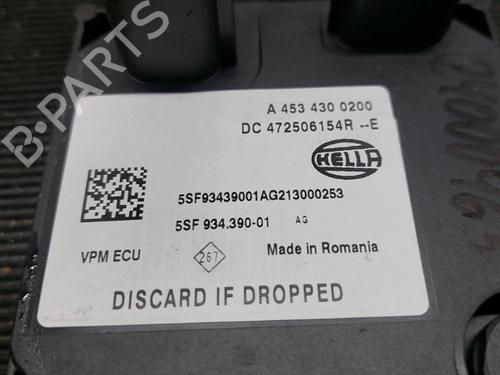 A 453 430 0200
DC 472506154R --E
HELLA
5SF93439001AG213000253
5SF 934.390-01 AG
VPM ECU 267 Made in Romania
DISCARD IF DROPPED
B-PARTS